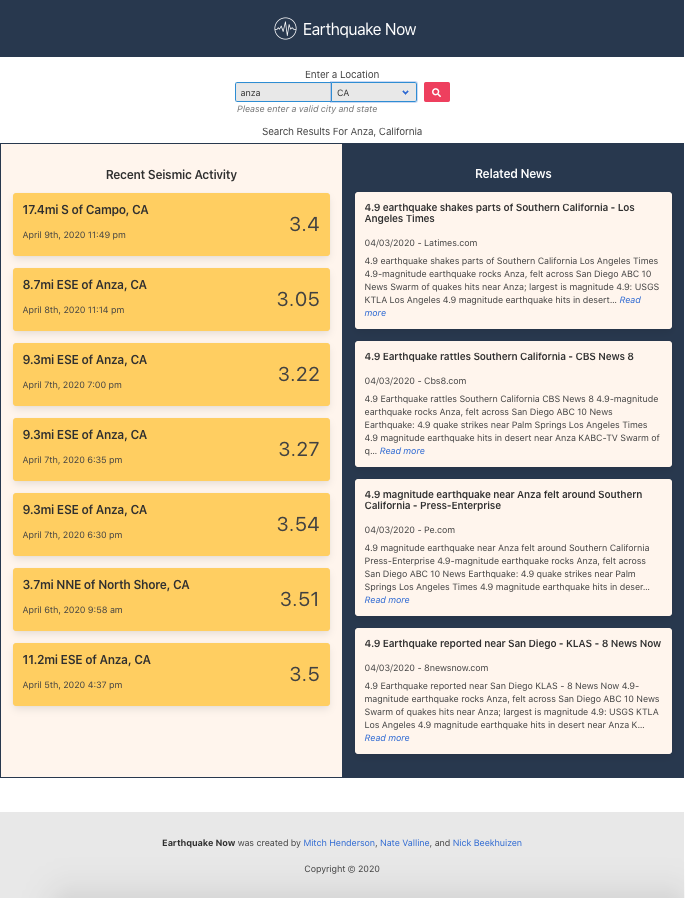 Earthquake Now
Enter a Location
anza
CA
Please enter a valid city and state
Search Results For Anza, California
Recent Seismic Activity
17.4mi S of Campo, CA
April 9th, 2020 11:49 pm
3.4
8.7mi ESE of Anza, CA
April 8th, 2020 11:14 pm
3.05
9.3mi ESE of Anza, CA
April 7th, 2020 7:00 pm
3.22
9.3mi ESE of Anza, CA
April 7th, 2020 6:35 pm
3.27
9.3mi ESE of Anza, CA
April 7th, 2020 6:30 pm
3.54
3.7mi NNE of North Shore, CA
April 6th, 2020 9:58 am
3.51
11.2mi ESE of Anza, CA
April 5th, 2020 4:37 pm
3.5
Related News
4.9 earthquake shakes parts of Southern California - Los
Angeles Times
04/03/2020 - Latimes.com
4.9 earthquake shakes parts of Southern California Los Angeles Times
4.9-magnitude earthquake rocks Anza, felt across San Diego ABC 10
News Swarm of quakes hits near Anza; largest is magnitude 4.9: USGS
KTLA Los Angeles 4.9 magnitude earthquake hits in desert... Read
more
4.9 Earthquake rattles Southern California - CBS News 8
04/03/2020 - Cbs8.com
4.9 Earthquake rattles Southern California CBS News 8 4.9-magnitude
earthquake rocks Anza, felt across San Diego ABC 10 News
Earthquake: 4.9 quake strikes near Palm Springs Los Angeles Times
4.9 magnitude earthquake hits in desert near Anza KABC-TV Swarm of
q... Read more
4.9 magnitude earthquake near Anza felt around Southern
California - Press-Enterprise
04/03/2020 - Pe.com
4.9 magnitude earthquake near Anza felt around Southern California
Press-Enterprise 4.9-magnitude earthquake rocks Anza, felt across
San Diego ABC 10 News Earthquake: 4.9 quake strikes near Palm
Springs Los Angeles Times 4.9 magnitude earthquake hits in deser...
Read more
4.9 Earthquake reported near San Diego - KLAS - 8 News Now
04/03/2020 - 8newsnow.com
4.9 Earthquake reported near San Diego KLAS - 8 News Now 4.9-
magnitude earthquake rocks Anza, felt across San Diego ABC 10 News
Swarm of quakes hits near Anza; largest is magnitude 4.9: USGS KTLA
Los Angeles 4.9 magnitude earthquake hits in desert near Anza K...
Read more
Earthquake Now was created by Mitch Henderson, Nate Valline, and Nick Beekhuizen
Copyright © 2020